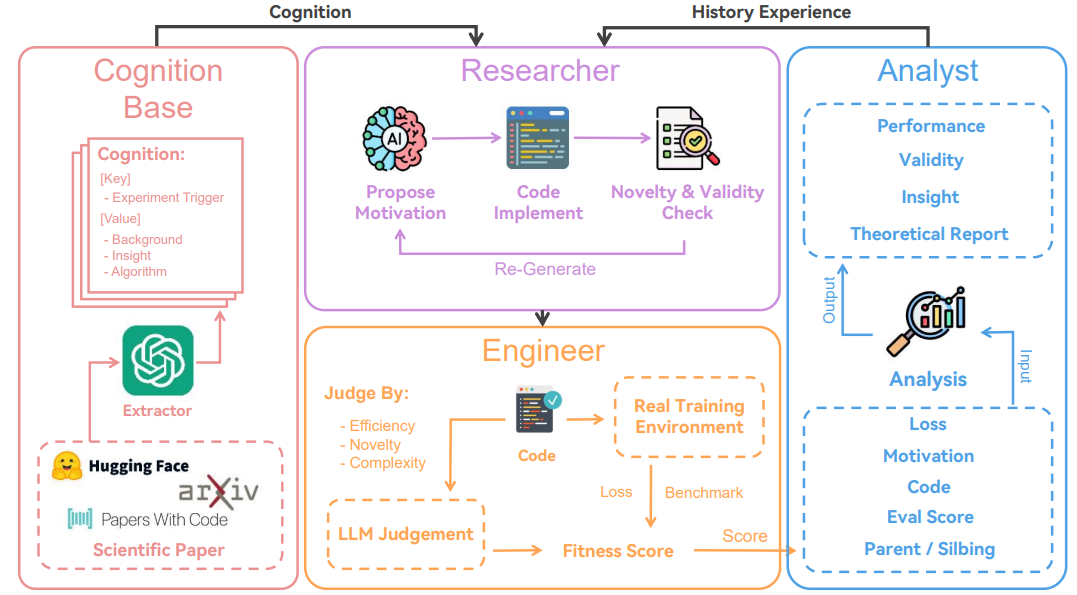 Cognition
History Experience
Cognition
Base
Cognition:
[Key]
- Experiment Trigger
[Value]
- Background
- Insight
- Algorithm
Extractor
Hugging Face
arXiv
Papers With Code
Scientific Paper
Researcher
AI
Propose
Motivation
Code
Implement
Novelty & Validity
Check
Re-Generate
Engineer
Judge By:
- Efficiency
- Novelty
- Complexity
Code
Real Training
Environment
Loss
Benchmark
LLM Judgement
Fitness Score
Score
Analyst
Performance
Validity
Insight
Theoretical Report
Output
Analysis
Input
Loss
Motivation
Code
Eval Score
Parent / Silbing